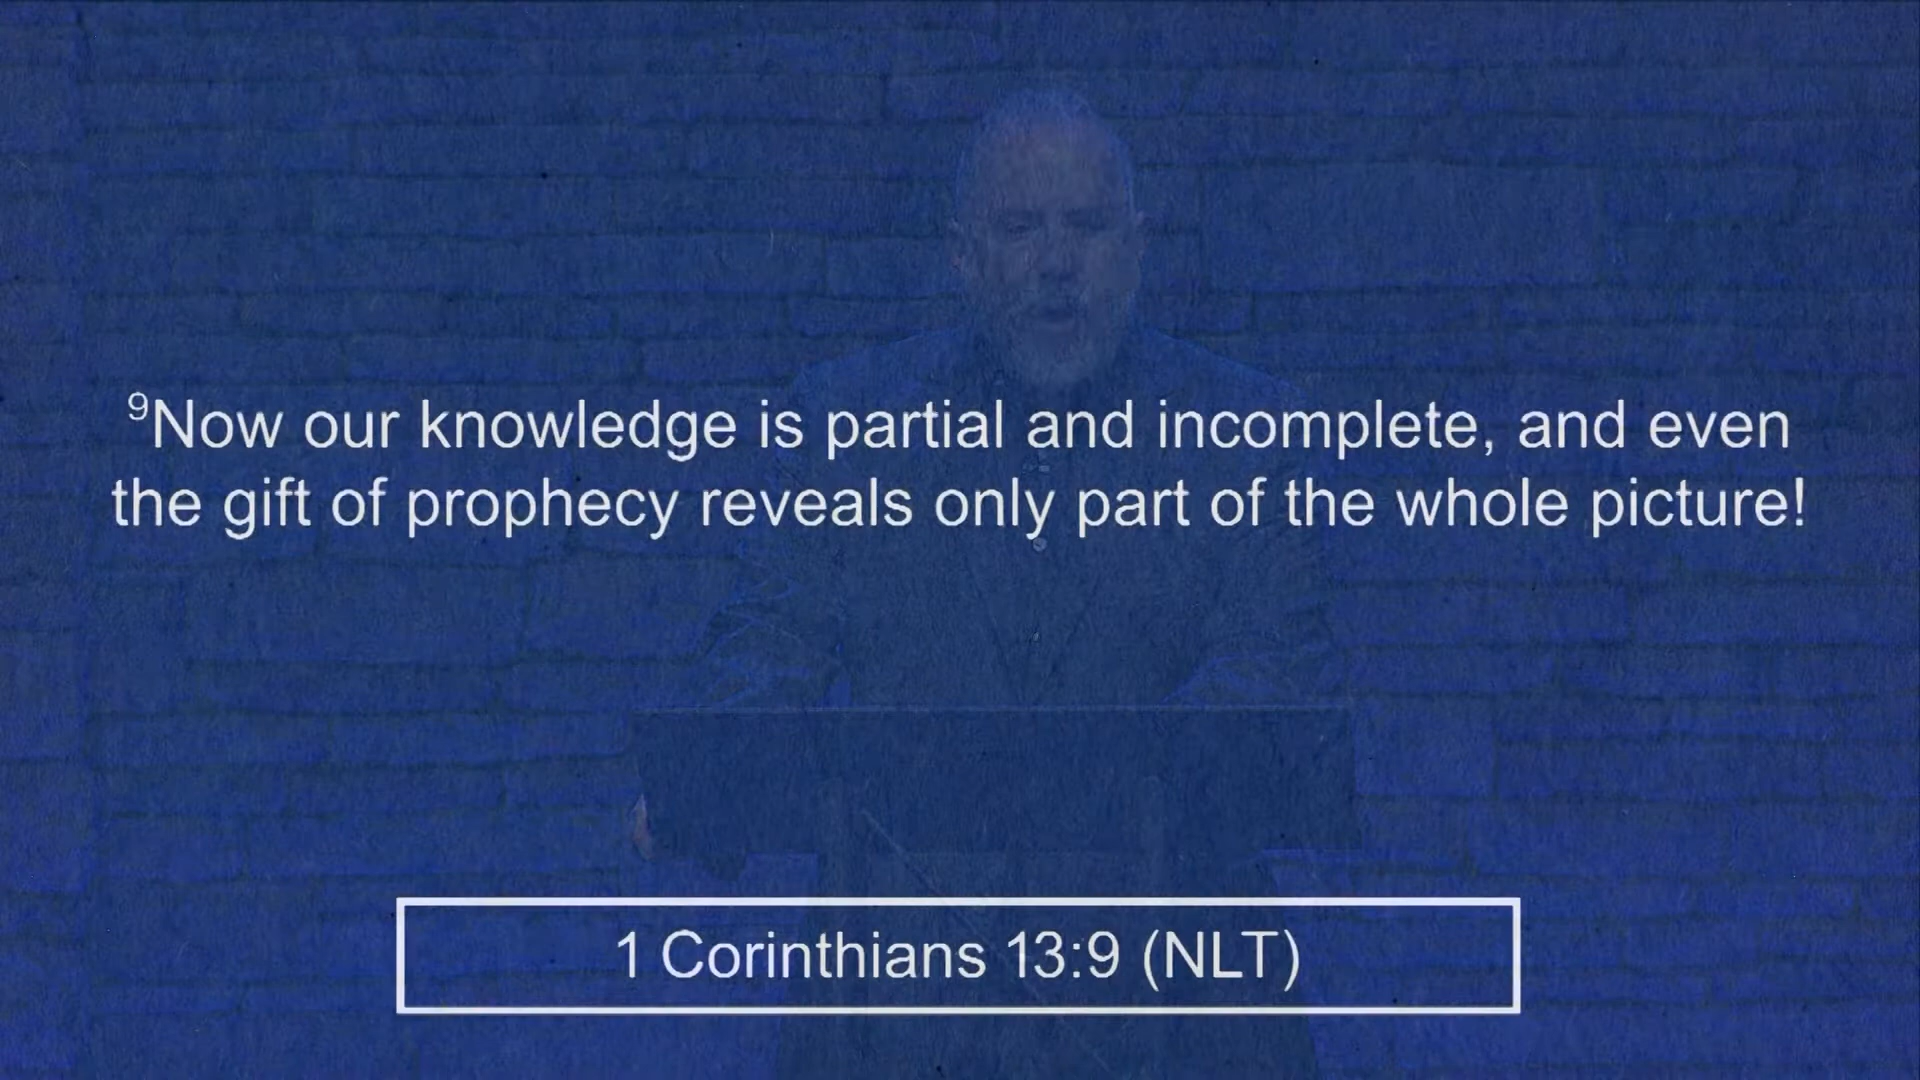 ⁹Now our knowledge is partial and incomplete, and even
the gift of prophecy reveals only part of the whole picture!
1 Corinthians 13:9 (NLT)